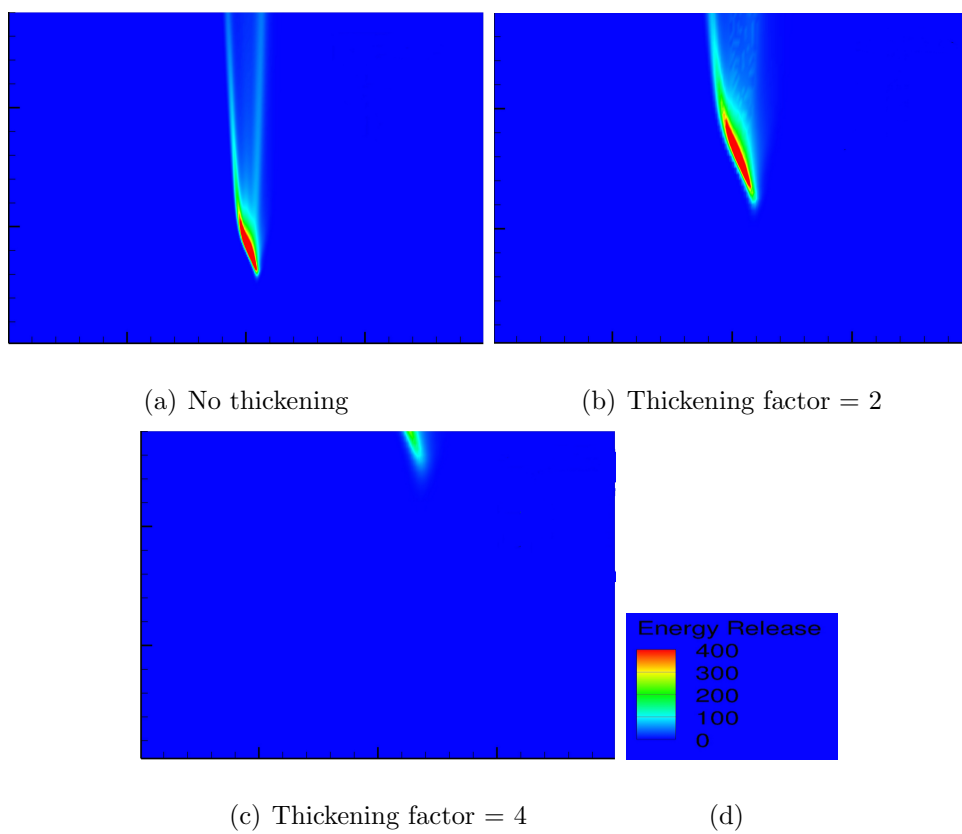 (a) No thickening
(b) Thickening factor = 2
Energy Release
400
300
200
100
0
(c) Thickening factor = 4
(d)